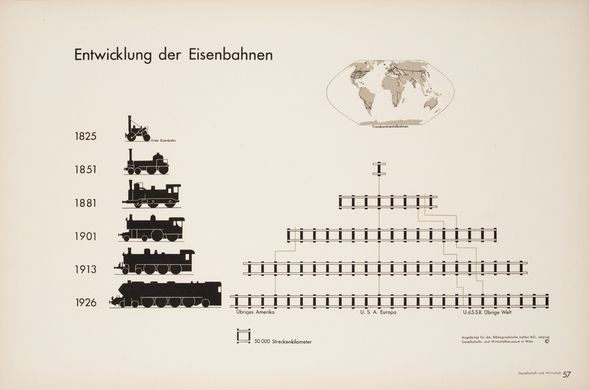 Entwicklung der Eisenbahnen
Transkontinentalbahnen
1825
Erste Eisenbahn
1851
1881
1901
1913
1926
Übriges Amerika
U. S. A. Europa
U.d.S.S.R. Übrige Welt
50 000 Streckenkilometer
Angefertigt für das Bibliographische Institut AG., Leipzig
Gesellschafts- und Wirtschaftsmuseum in Wien
©
Gesellschaft und Wirtschaft 57